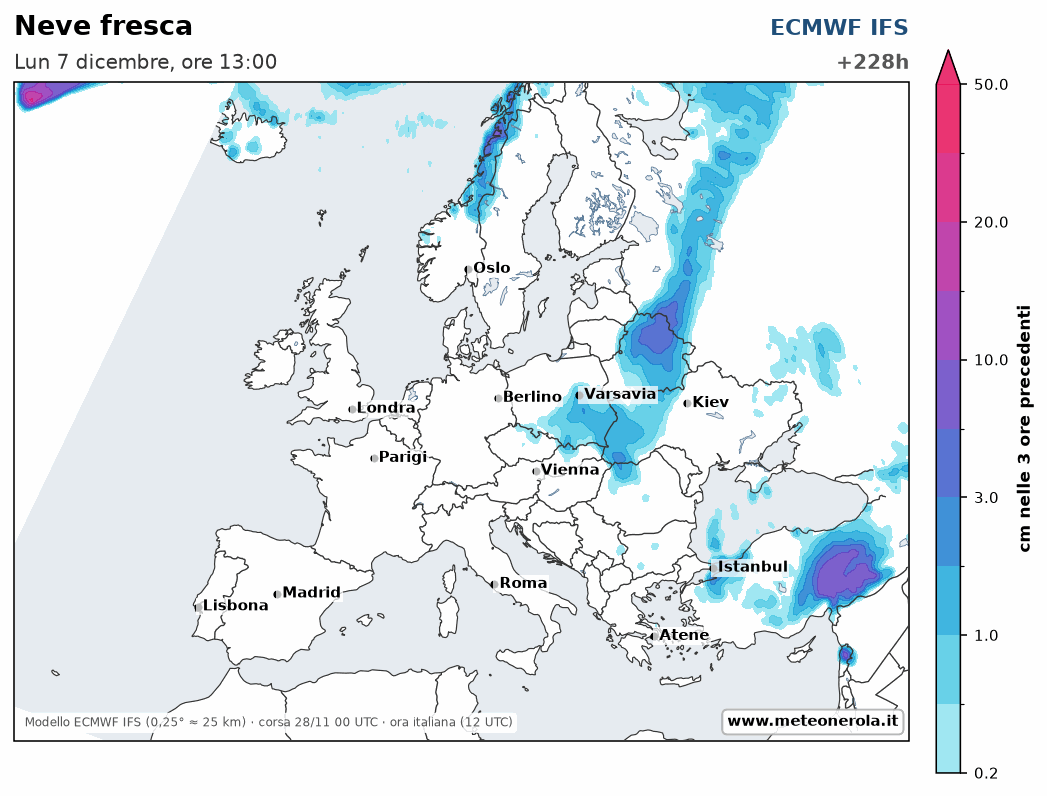 Neve fresca
ECMWF IFS
Lun 7 dicembre, ore 13:00
+228h
50.0
20.0
10.0
3.0
1.0
0.2
cm nelle 3 ore precedenti
Oslo
Berlino
Varsavia
Kiev
Londra
Parigi
Vienna
Istanbul
Roma
Madrid
Lisbona
Atene
Modello ECMWF IFS (0,25° ≈ 25 km) · corsa 28/11 00 UTC · ora italiana (12 UTC)
www.meteonerola.it